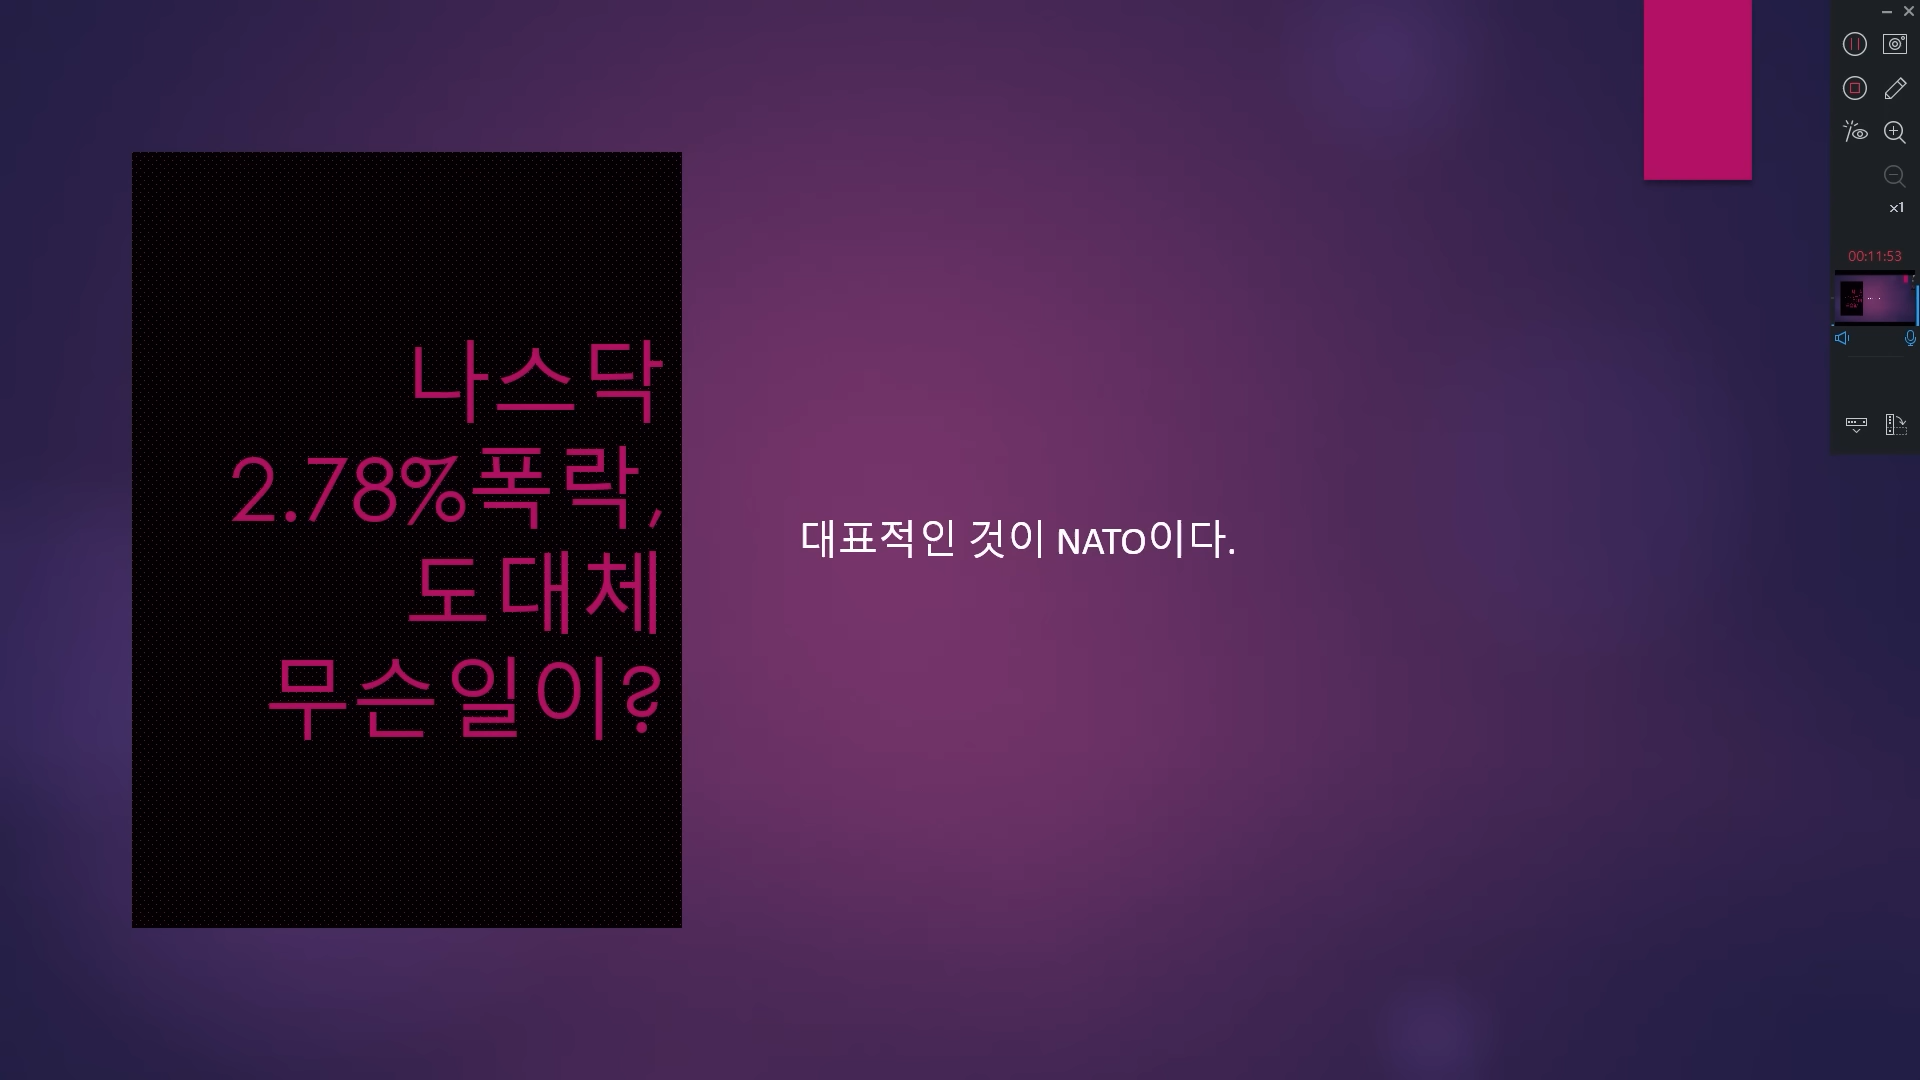 나스닥
2.78%폭락,
도대체
무슨일이?
대표적인 것이 NATO이다.
x1
00:11:53